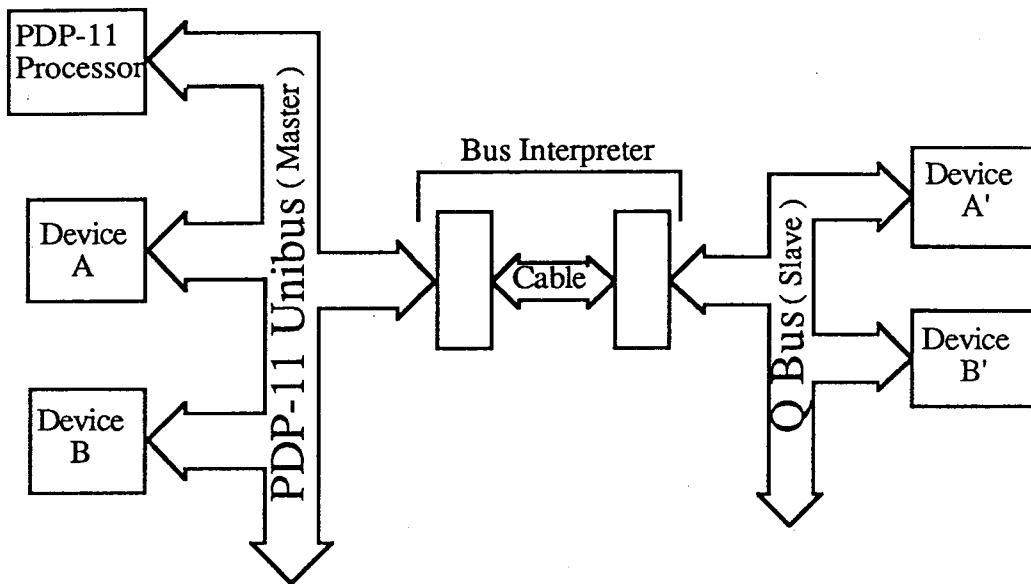 PDP-11
Processor
Device
A
Device
B
PDP-11 Unibus ( Master )
Bus Interpreter
Cable
Q Bus ( Slave )
Device
A'
Device
B'